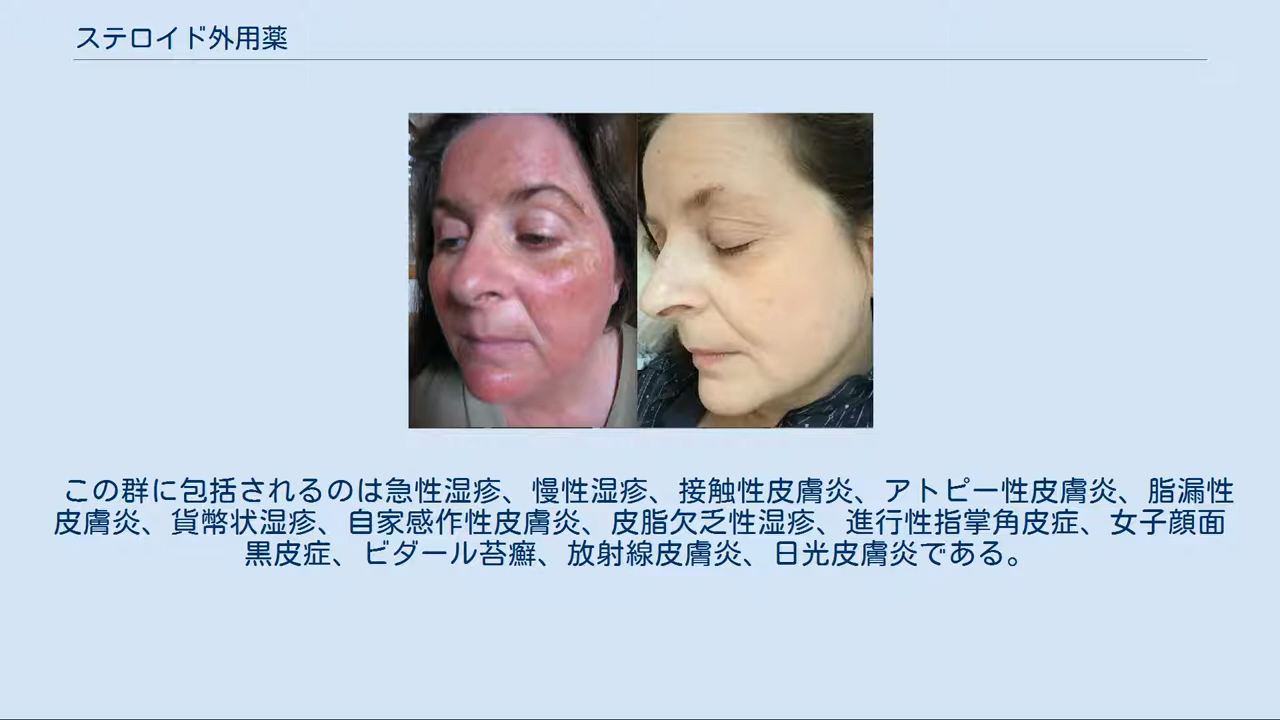 ステロイド外用薬
この群に包括されるのは急性湿疹、慢性湿疹、接触性皮膚炎、アトピー性皮膚炎、脂漏性
皮膚炎、貨幣状湿疹、自家感作性皮膚炎、皮脂欠乏性湿疹、進行性指掌角皮症、女子顔面
黒皮症、ビダール苔癬、放射線皮膚炎、日光皮膚炎である。